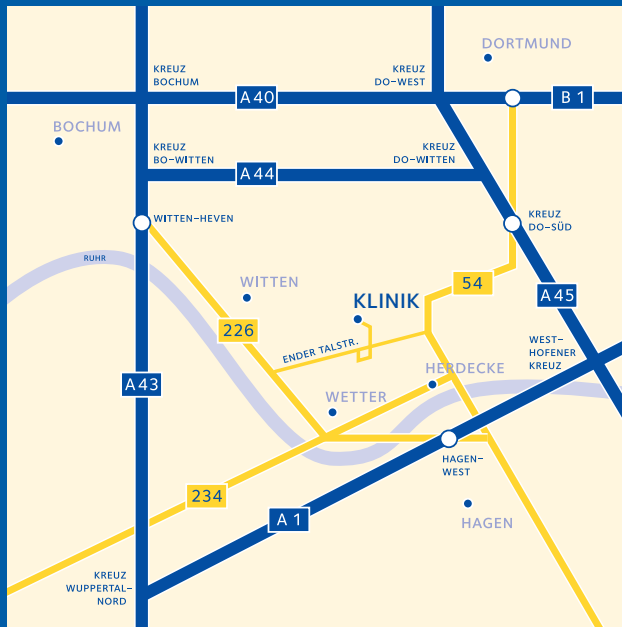 DORTMUND
KREUZ
BOCHUM
KREUZ
DO-WEST
A 40
B 1
BOCHUM
KREUZ
BO-WITTEN
KREUZ
DO-WITTEN
A 44
WITTEN-HEVEN
KREUZ
DO-SÜD
RUHR
WİTTEN
54
A 45
KLINIK
226
ENDER TALSTR.
WEST-
HOFENER
KREUZ
A 43
HERDECKE
WETTER
HAGEN-
WEST
234
A 1
HAGEN
KREUZ
WUPPERTAL-
NORD